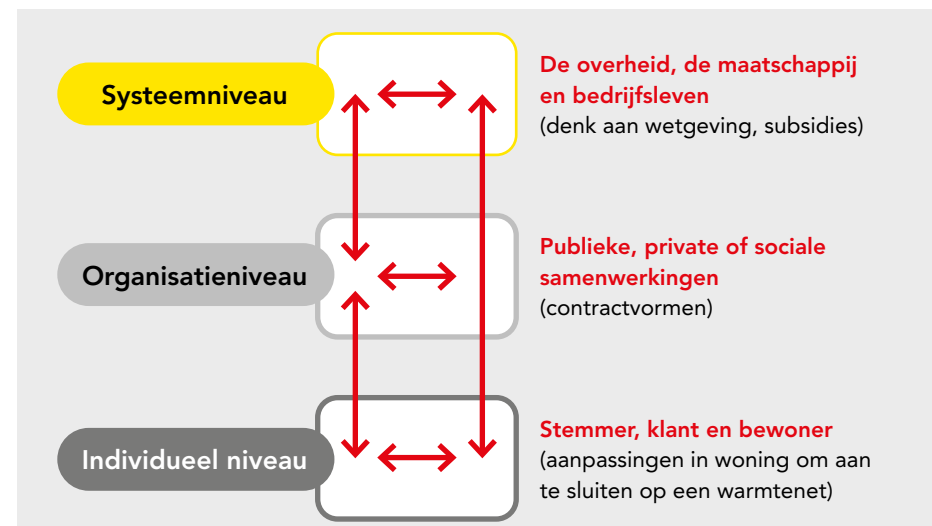 Systeemniveau
De overheid, de maatschappij
en bedrijfsleven
(denk aan wetgeving, subsidies)
Organisatieniveau
Publieke, private of sociale
samenwerkingen
(contractvormen)
Individueel niveau
Stemmer, klant en bewoner
(aanpassingen in woning om aan
te sluiten op een warmtenet)